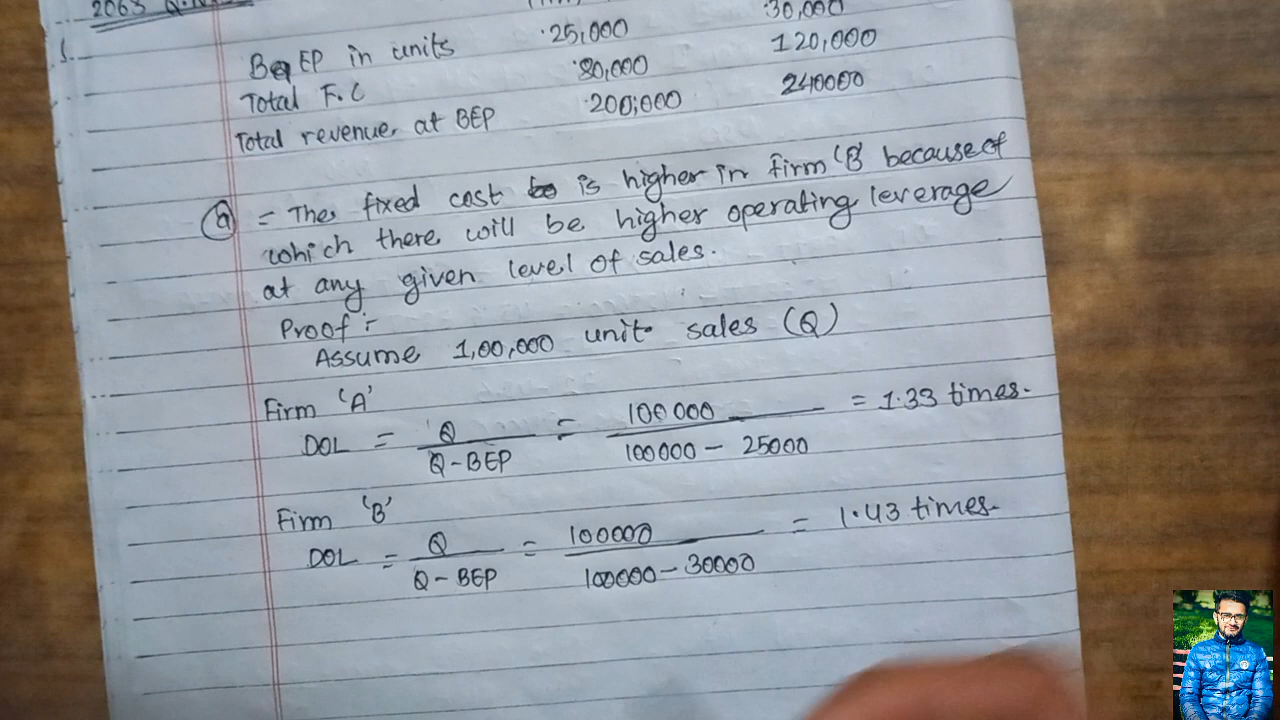 2063 Q.N
30,000
1.
BEP in units .25,000 120,000
Total F.C 80,000 240000
Total revenue, at BEP 200,000
(a) = The fixed cost is higher in firm 'B' because of
which there will be higher operating leverage
at any given level of sales.
Proof :-
Assume 1,00,000 unit sales (Q)
Firm 'A'
DOL = Q / Q-BEP = 100000 / 100000 - 25000 = 1.33 times.
Firm 'B'
DOL = Q / Q-BEP = 100000 / 100000-30000 = 1.43 times.